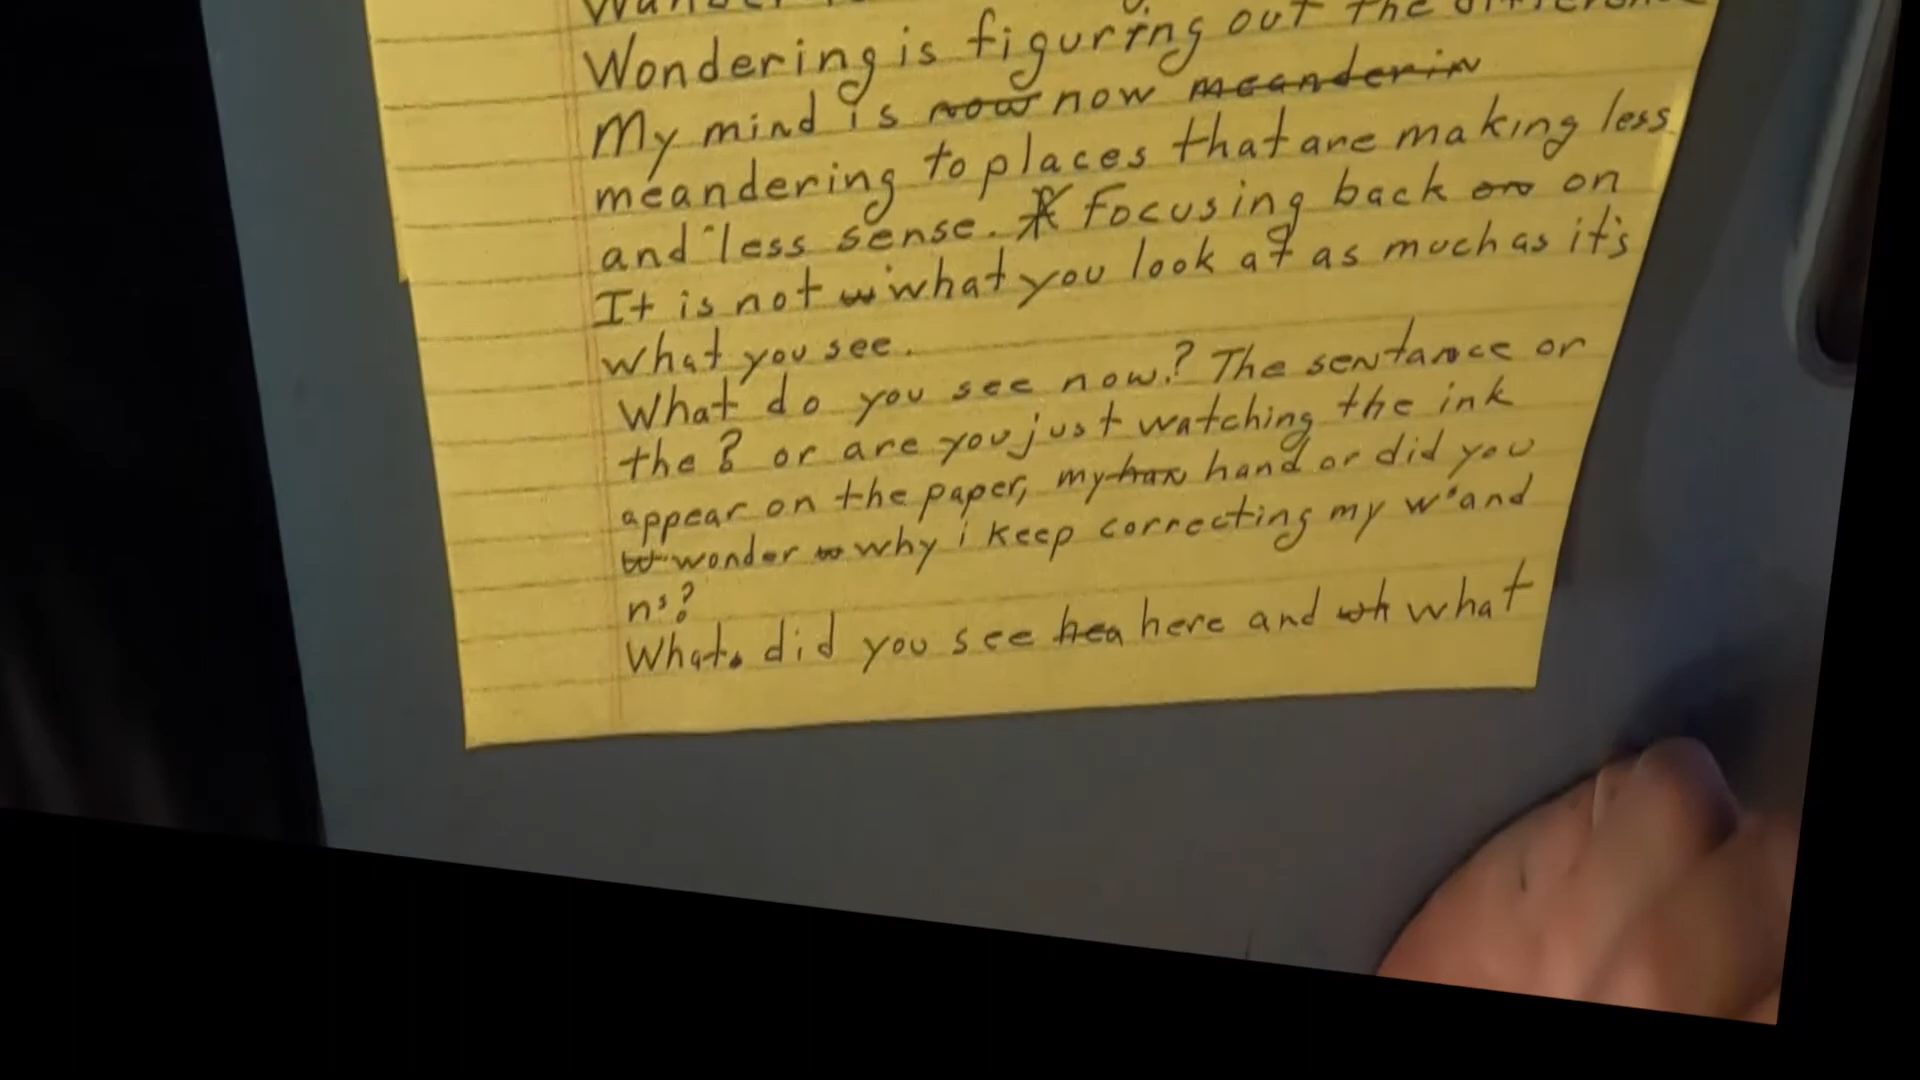 Wondering is figuring out the difference
My mind is now now meanderin
meandering to places that are making less
and less sense. focusing back on on
It is not w what you look at as much as it's
what you see.
What do you see now? The sentance or
the ? or are you just watching the ink
appear on the paper, my han hand or did you
w wonder w why i keep correcting my w's and
n's?
What did you see hea here and wh what